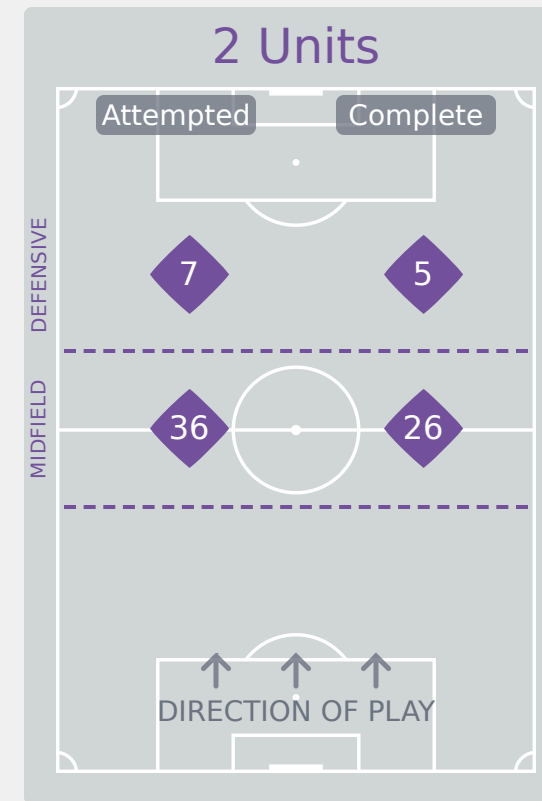 2 Units
Attempted Complete
DEFENSIVE
7 5
MIDFIELD
36 26
DIRECTION OF PLAY